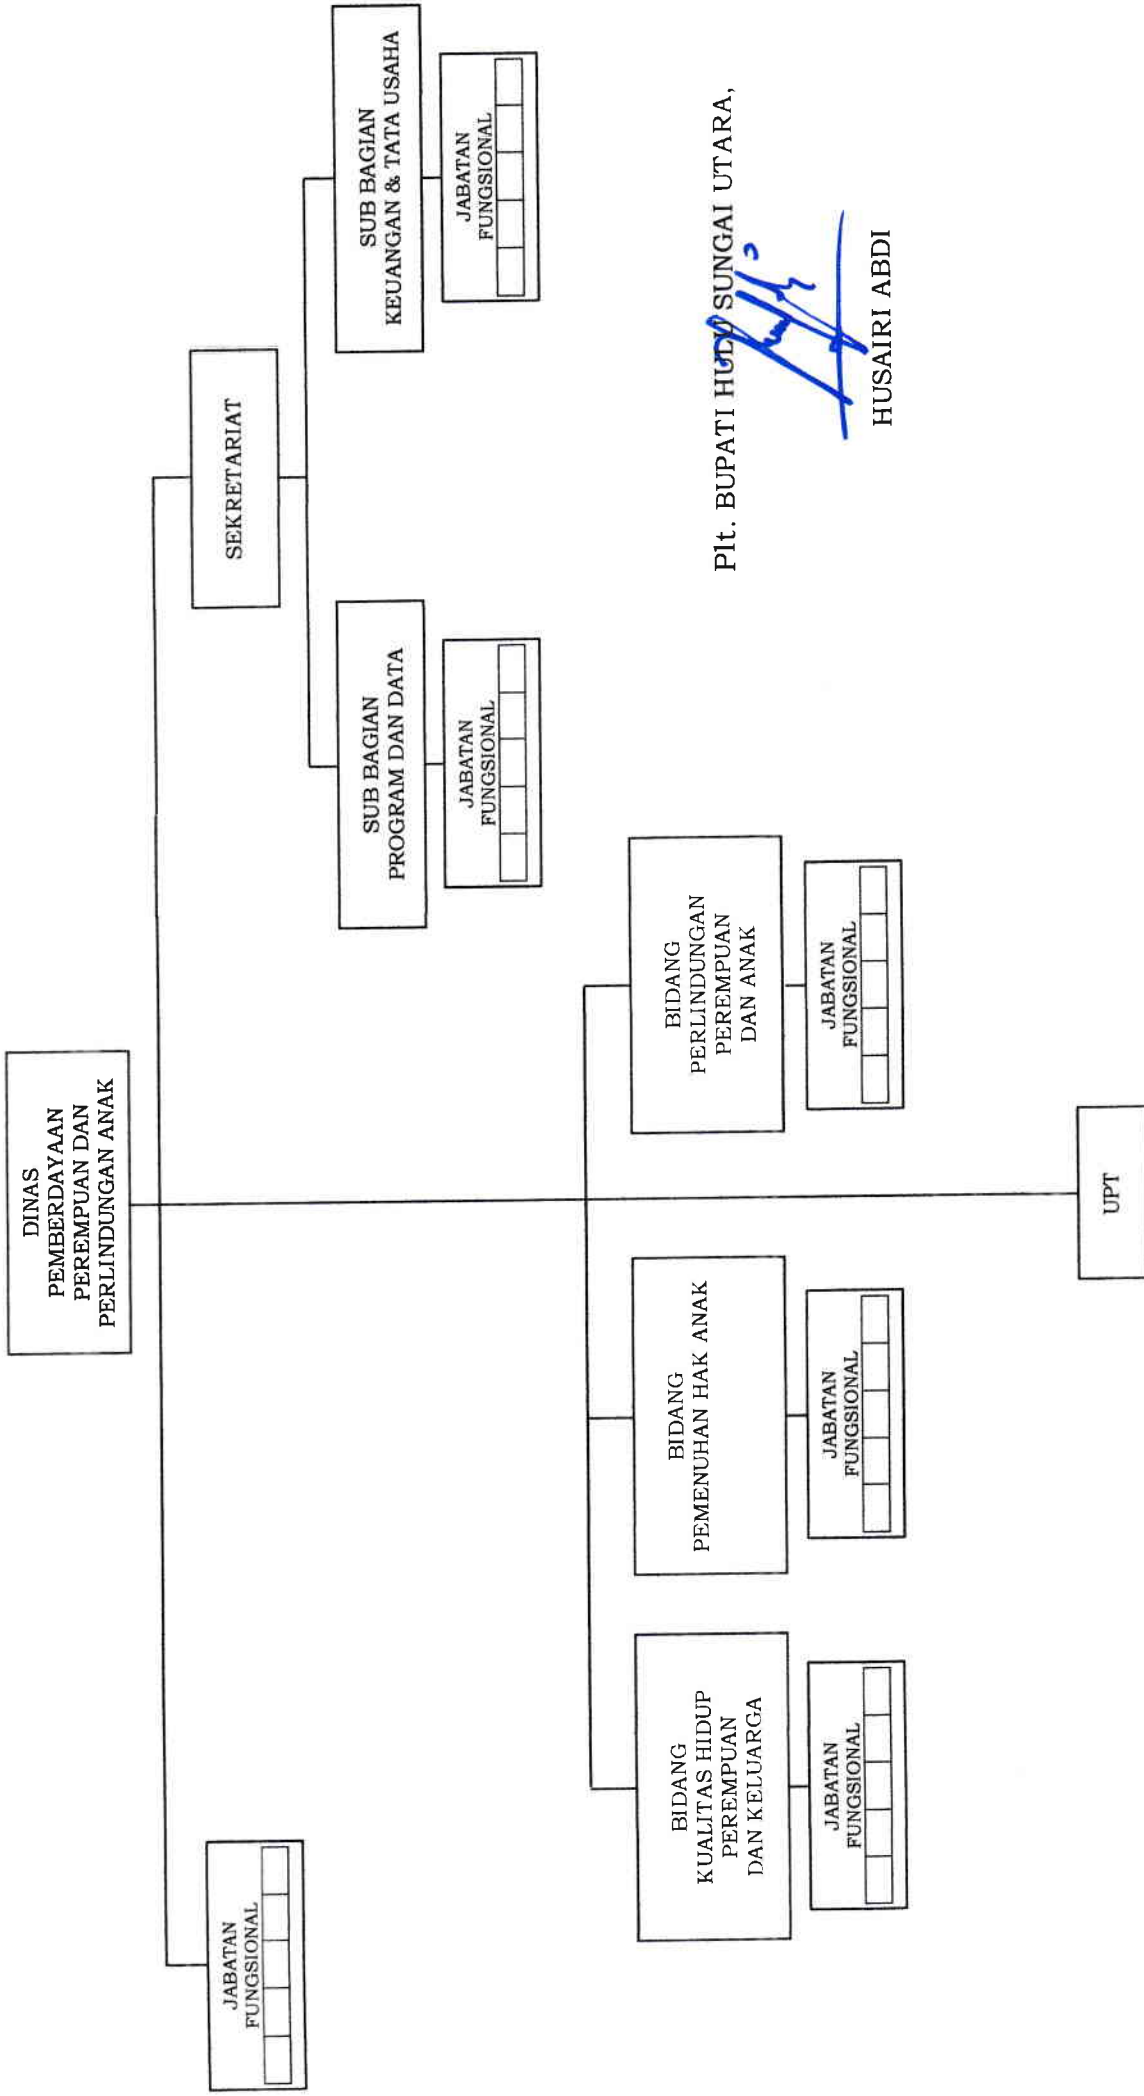 DINAS
PEMBERDAYAAN
PEREMPUAN DAN
PERLINDUNGAN ANAK
JABATAN
FUNGSIONAL
SEKRETARIAT
SUB BAGIAN
PROGRAM DAN DATA
JABATAN
FUNGSIONAL
SUB BAGIAN
KEUANGAN & TATA USAHA
JABATAN
FUNGSIONAL
BIDANG
KUALITAS HIDUP
PEREMPUAN
DAN KELUARGA
JABATAN
FUNGSIONAL
BIDANG
PEMENUHAN HAK ANAK
JABATAN
FUNGSIONAL
BIDANG
PERLINDUNGAN
PEREMPUAN
DAN ANAK
JABATAN
FUNGSIONAL
UPT
Plt. BUPATI HULU SUNGAI UTARA,
HUSAIRI ABDI